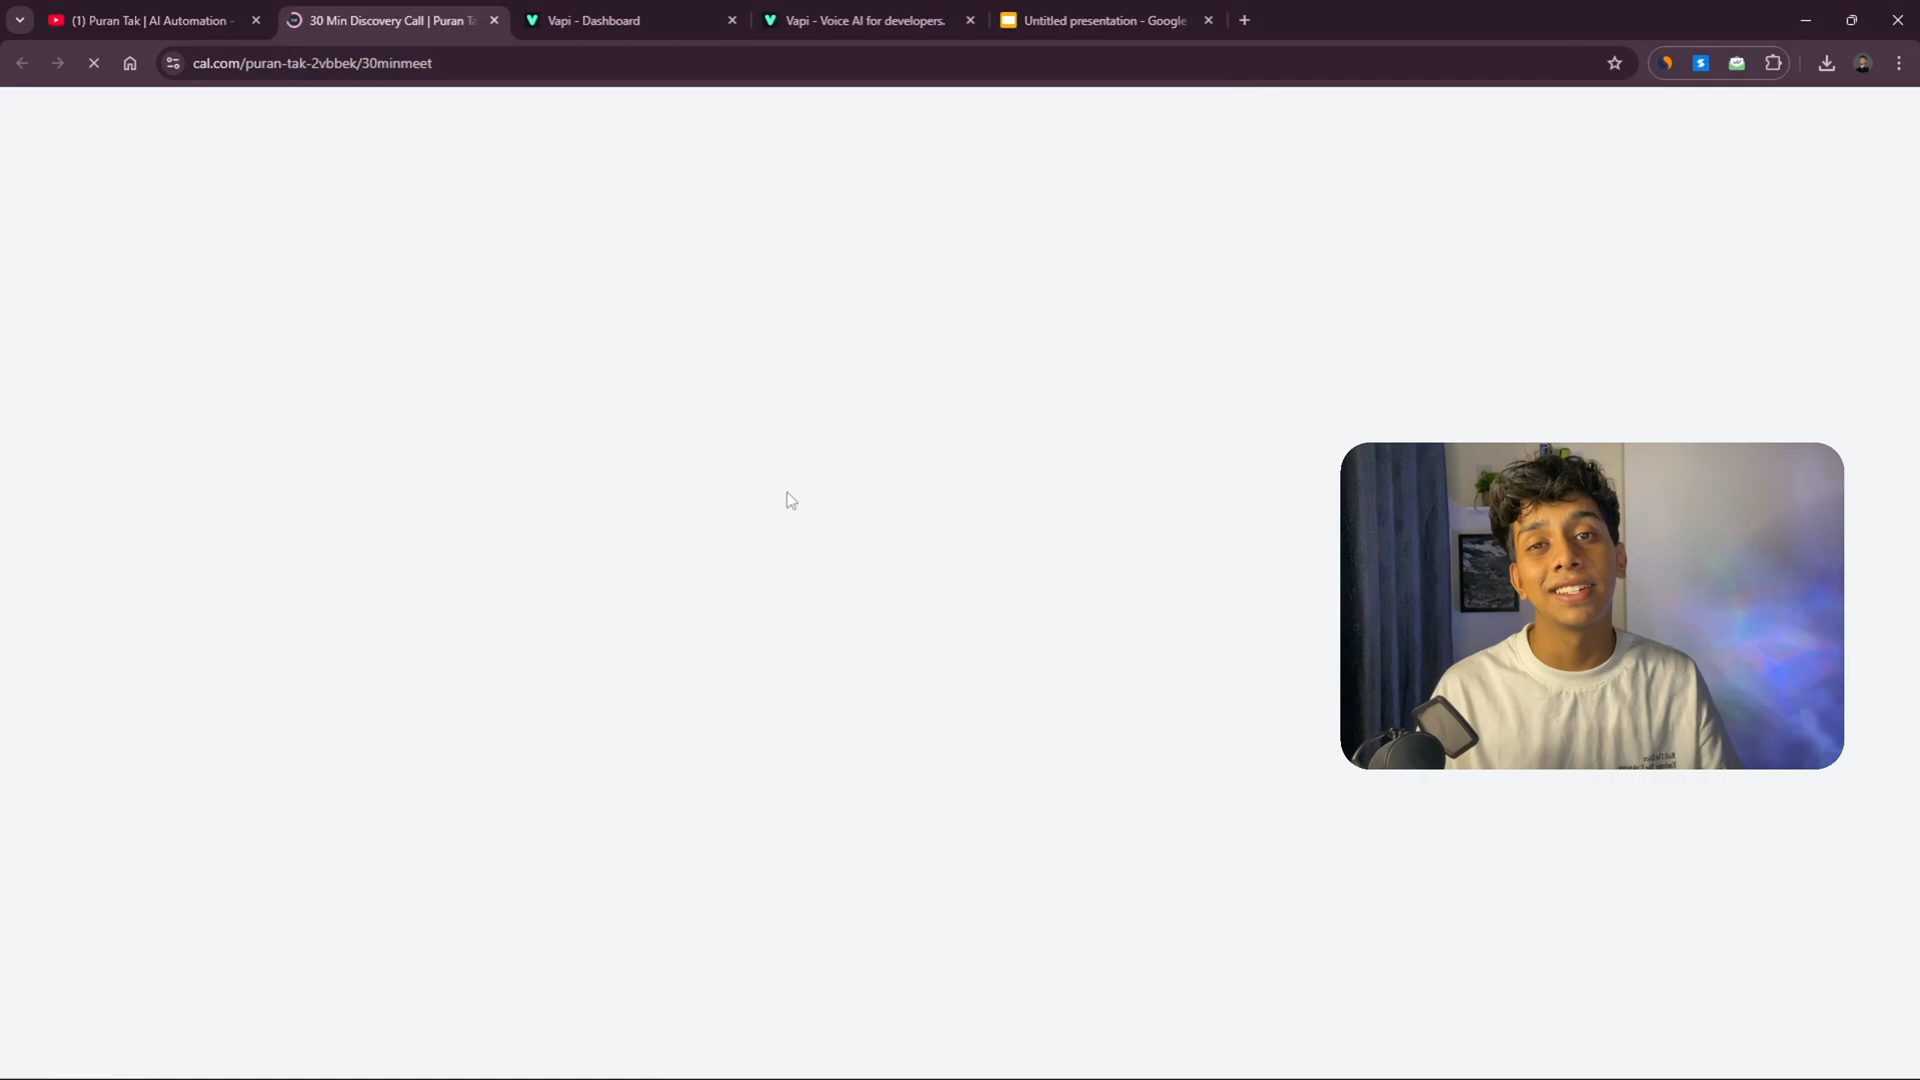 (1) Puran Tak | AI Automation -
30 Min Discovery Call | Puran Ta
Vapi - Dashboard
Vapi - Voice AI for developers.
Untitled presentation - Google
cal.com/puran-tak-2vbbek/30minmeet